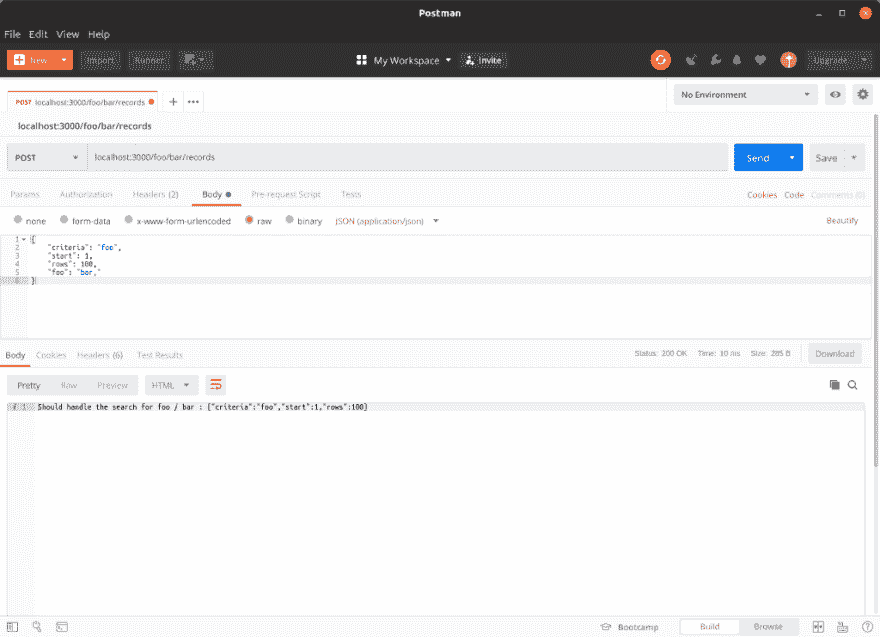 Postman
File Edit View Help
New Import Runner My Workspace Invite Upgrade
POST localhost:3000/foo/bar/records No Environment
localhost:3000/foo/bar/records
POST localhost:3000/foo/bar/records Send Save
Params Authorization Headers (2) Body Pre-request Script Tests Cookies Code Comments (0)
none form-data x-www-form-urlencoded raw binary JSON (application/json) Beautify
1 {
2 "criteria": "foo",
3 "start": 1,
4 "rows": 100,
5 "foo": "bar,"
6 }
Body Cookies Headers (6) Test Results Status: 200 OK Time: 10 ms Size: 285 B Download
Pretty Raw Preview HTML
1 Should handle the search for foo / bar : {"criteria":"foo","start":1,"rows":100}
Bootcamp Build Browse